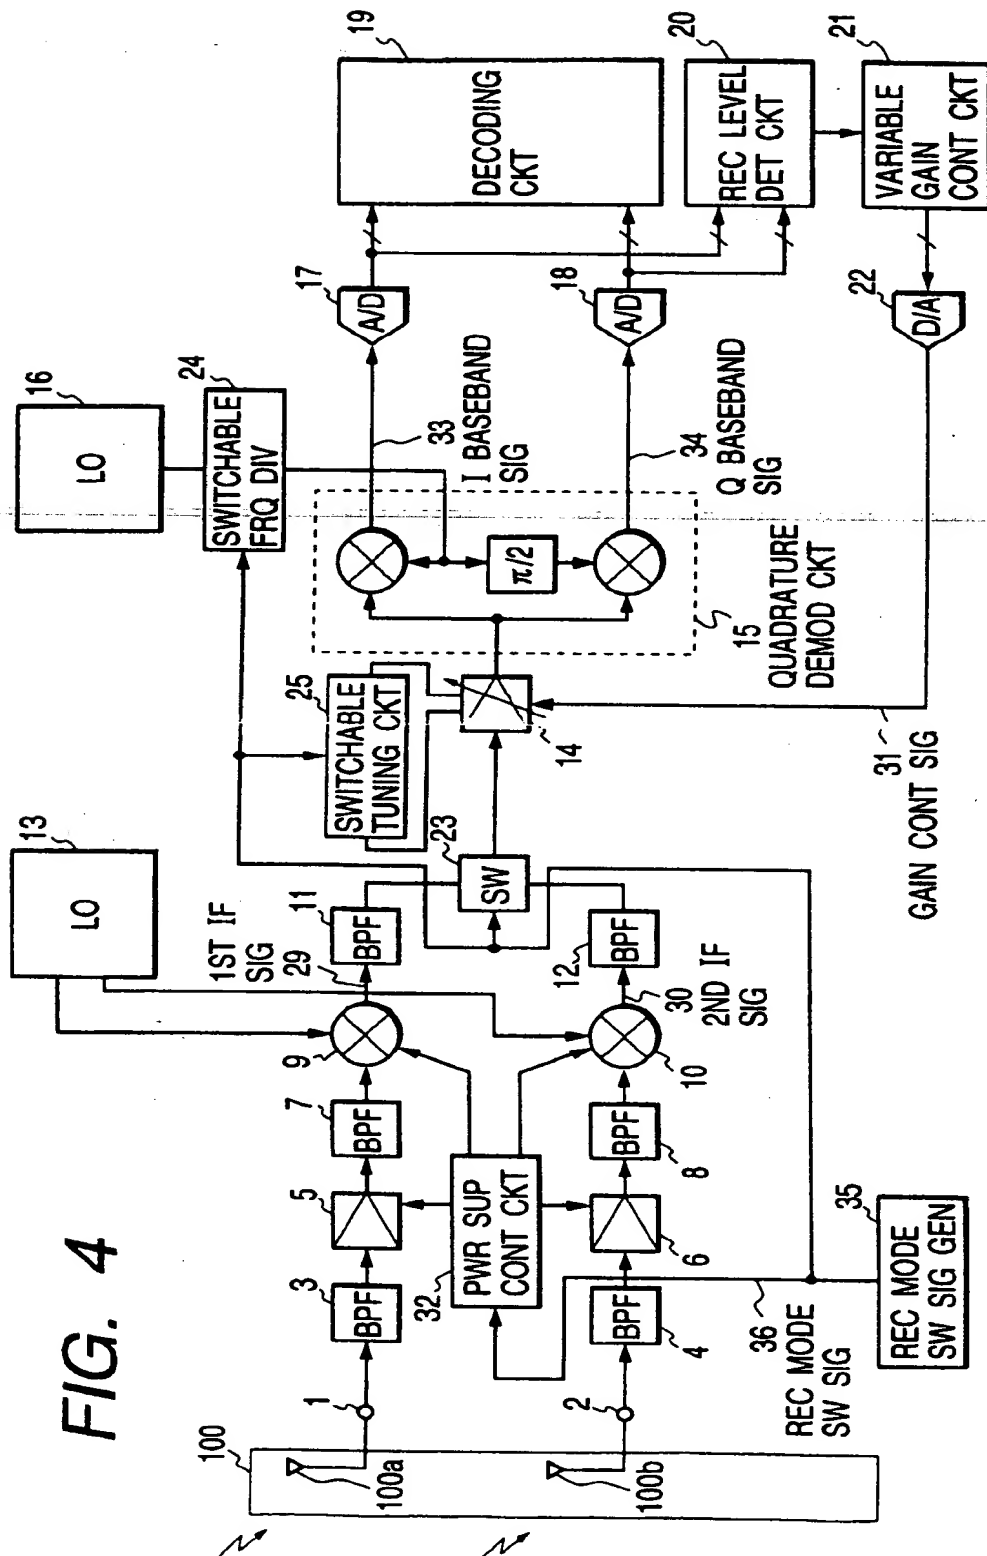 FIG. 4
100
100a
100b
1
2
3
BPF
4
BPF
5
6
7
BPF
8
BPF
32
PWR SUP
CONT CKT
9
10
13
LO
1ST IF
SIG
29
30
2ND IF
SIG
11
BPF
12
BPF
23
SW
25
SWITCHABLE
TUNING CKT
14
16
LO
24
SWITCHABLE
FRQ DIV
π/2
15
QUADRATURE
DEMOD CKT
33
I BASEBAND
SIG
34
Q BASEBAND
SIG
17
A/D
18
A/D
19
DECODING
CKT
20
REC LEVEL
DET CKT
21
VARIABLE
GAIN
CONT CKT
22
D/A
31
GAIN CONT SIG
35
REC MODE
SW SIG GEN
36
REC MODE
SW SIG